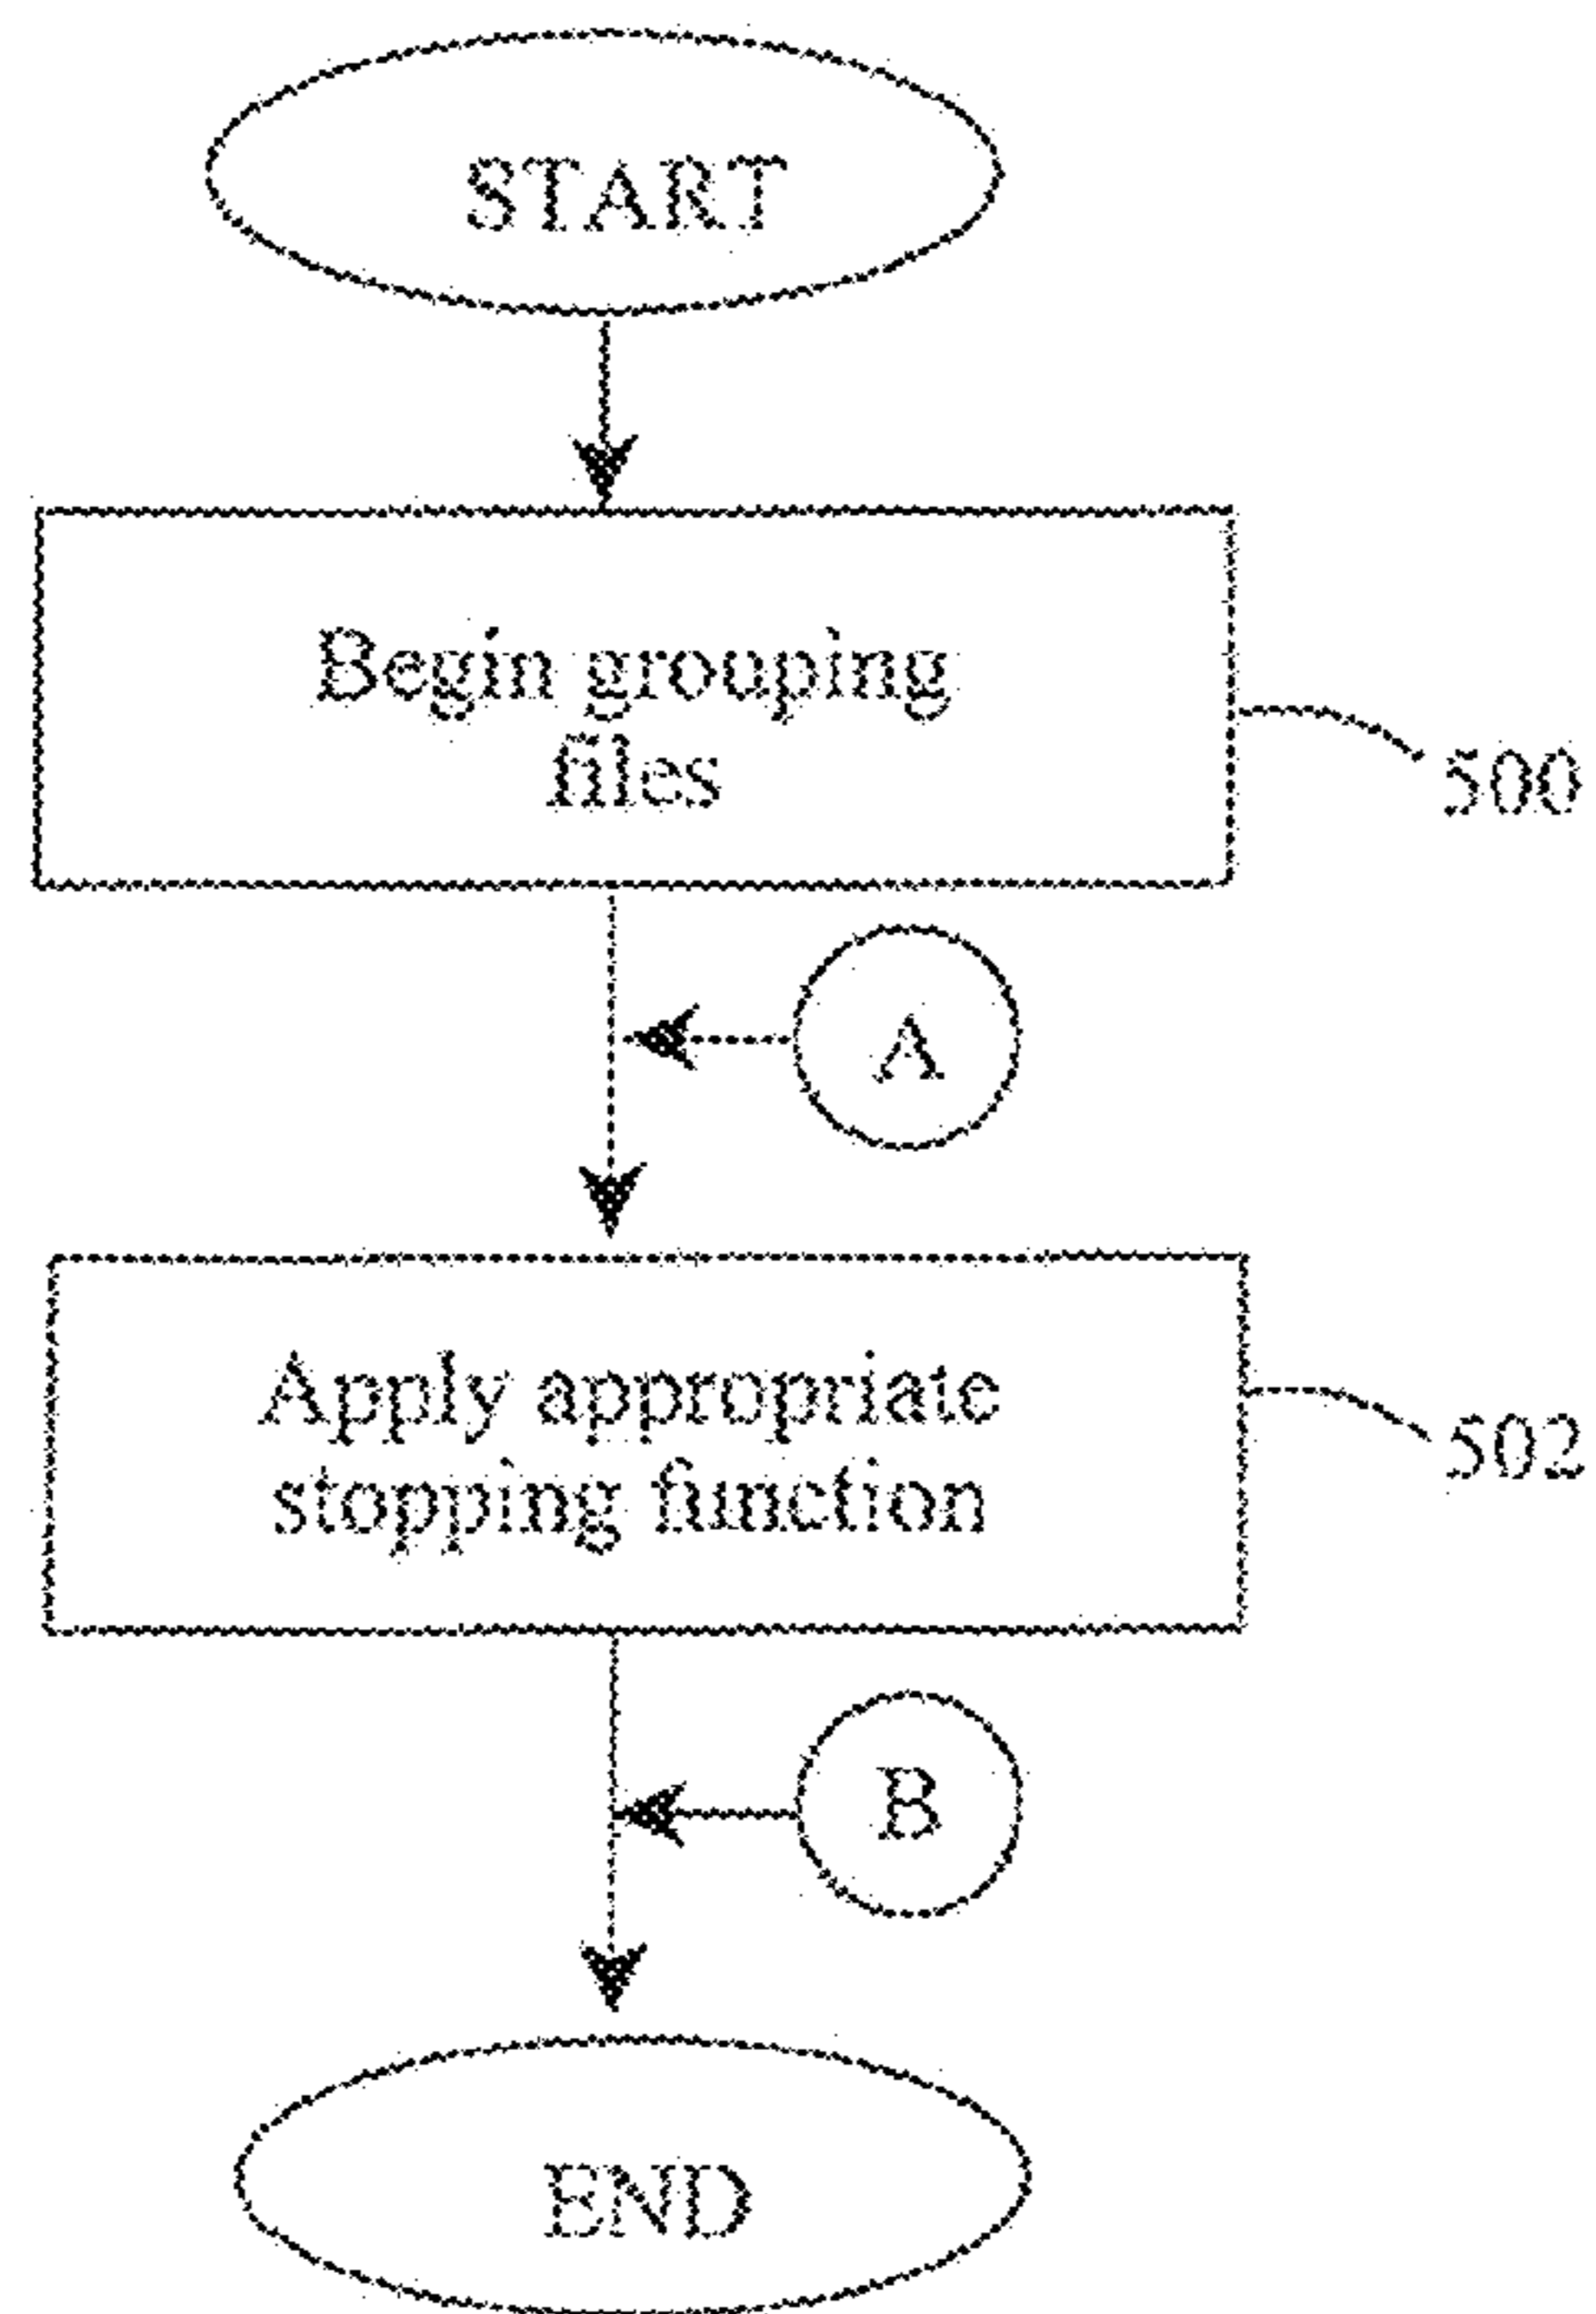 START
Begin grouping
files
500
A
Apply appropriate
stopping function
502
B
END